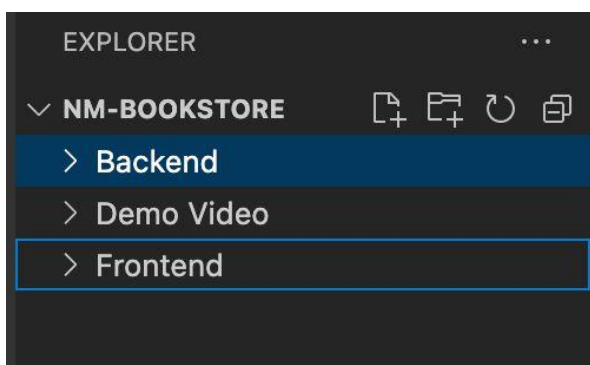 EXPLORER
NM-BOOKSTORE
Backend
Demo Video
Frontend